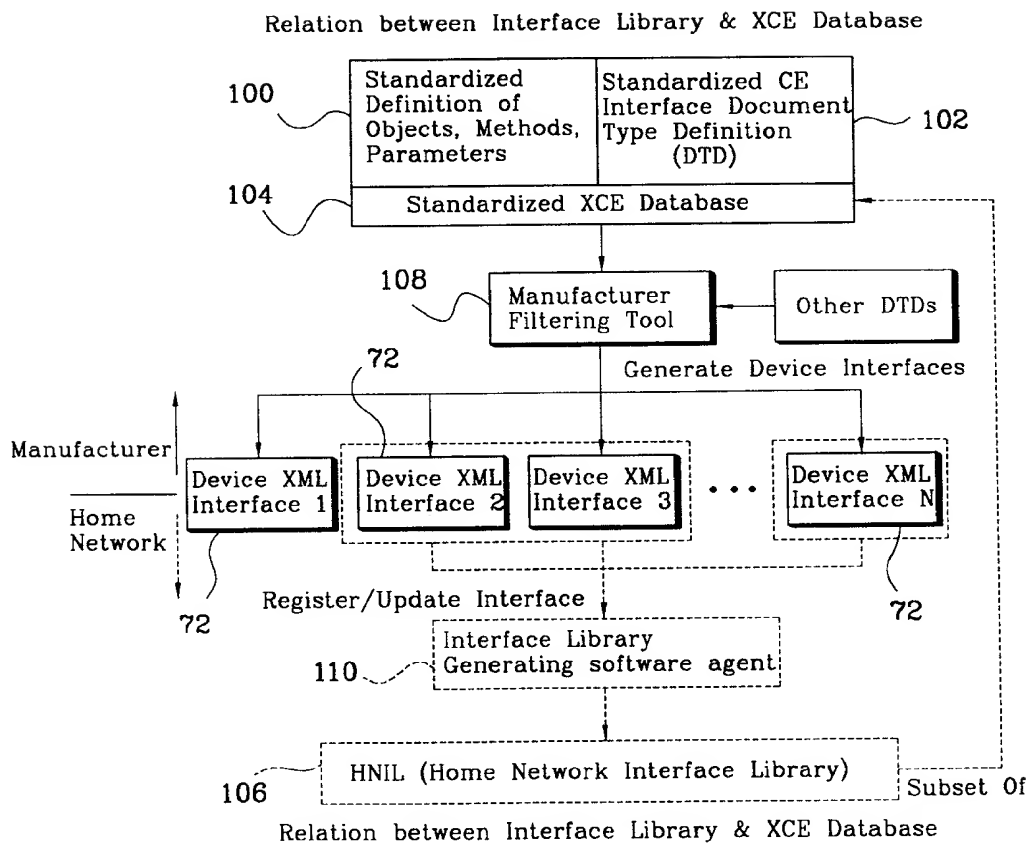 Relation between Interface Library & XCE Database
100
Standardized
Definition of
Objects, Methods,
Parameters
Standardized CE
Interface Document
Type Definition
(DTD)
102
104
Standardized XCE Database
108
Manufacturer
Filtering Tool
Other DTDs
72
Generate Device Interfaces
Manufacturer
Home
Network
Device XML
Interface 1
Device XML
Interface 2
Device XML
Interface 3
• • •
Device XML
Interface N
72
72
Register/Update Interface
110
Interface Library
Generating software agent
106
HNIL (Home Network Interface Library)
Subset Of
Relation between Interface Library & XCE Database